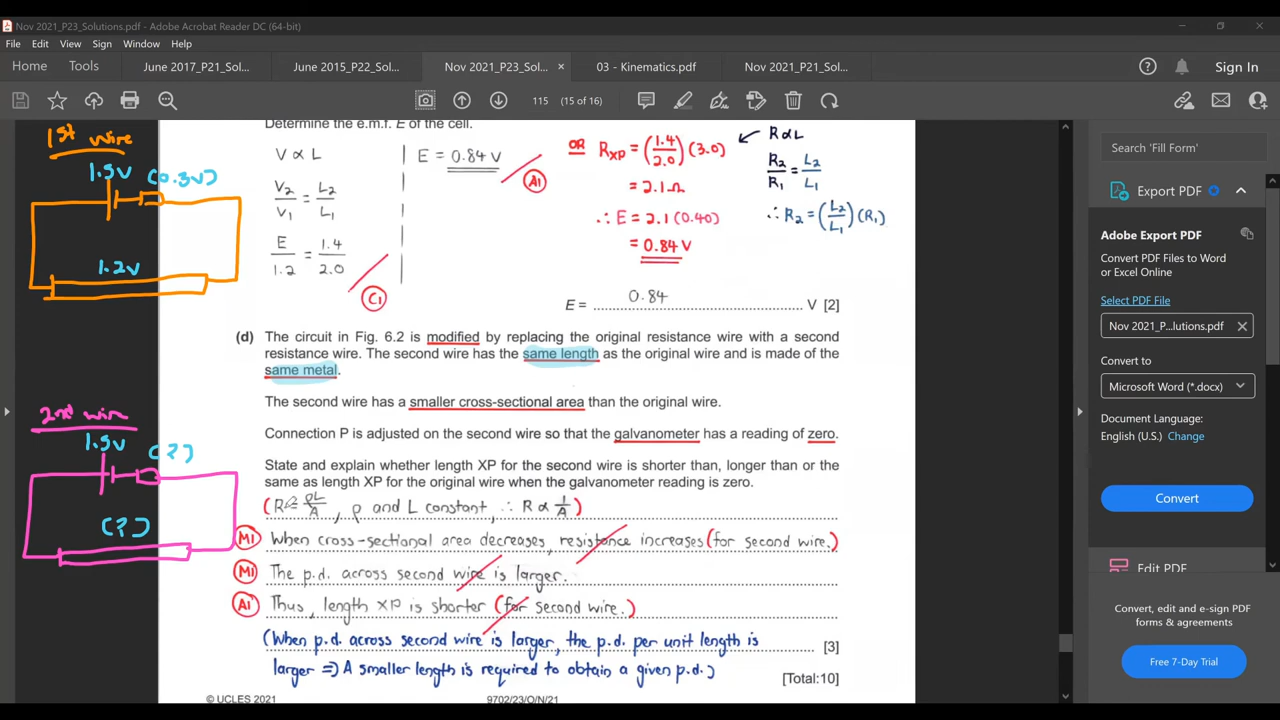 Nov 2021_P23_Solutions.pdf - Adobe Acrobat Reader DC (64-bit)
File Edit View Sign Window Help
Home Tools June 2017_P21_Sol... June 2015_P22_Sol... Nov 2021_P23_So... × 03 - Kinematics.pdf Nov 2021_P21_Sol... Sign In
115 (15 of 16)
Determine the e.m.f. E of the cell.
V ∝ L
V2/V1 = L2/L1
E/1.2 = 1.4/2.0
C1
E = 0.84 V
A1
OR RXP = (1.4/2.0)(3.0)
= 2.1 Ω
∴ E = 2.1 (0.40)
= 0.84 V
R ∝ L
R2/R1 = L2/L1
∴ R2 = (L2/L1)(R1)
E = 0.84 V [2]
1st wire
1.5V (0.3V)
1.2V
(d) The circuit in Fig. 6.2 is modified by replacing the original resistance wire with a second
resistance wire. The second wire has the same length as the original wire and is made of the
same metal.
The second wire has a smaller cross-sectional area than the original wire.
Connection P is adjusted on the second wire so that the galvanometer has a reading of zero.
State and explain whether length XP for the second wire is shorter than, longer than or the
same as length XP for the original wire when the galvanometer reading is zero.
2nd wire
1.5V (?)
(?)
(R = ρL/A, ρ and L constant, ∴ R ∝ 1/A)
M1 When cross-sectional area decreases, resistance increases (for second wire.)
M1 The p.d. across second wire is larger.
A1 Thus, length XP is shorter (for second wire.)
(When p.d. across second wire is larger, the p.d. per unit length is [3]
larger => A smaller length is required to obtain a given p.d.)
[Total:10]
© UCLES 2021 9702/23/O/N/21
Search 'Fill Form'
Export PDF
Adobe Export PDF
Convert PDF Files to Word
or Excel Online
Select PDF File
Nov 2021_P...lutions.pdf ×
Convert to
Microsoft Word (*.docx)
Document Language:
English (U.S.) Change
Convert
Edit PDF
Convert, edit and e-sign PDF
forms & agreements
Free 7-Day Trial